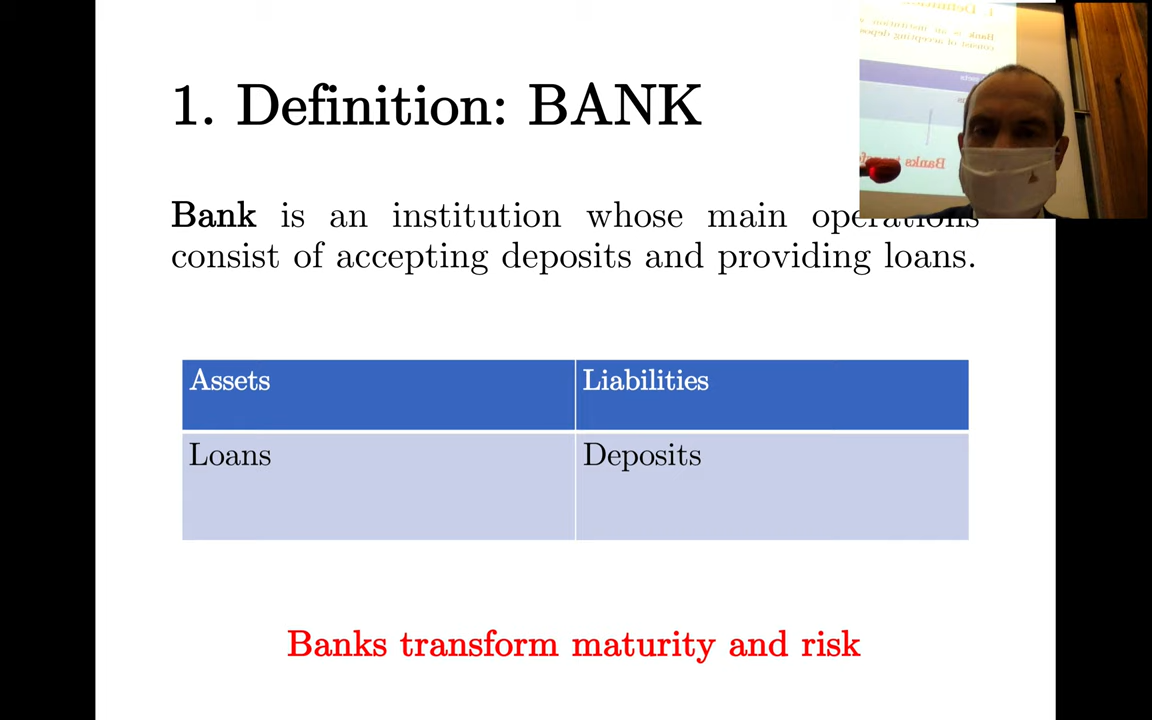 1. Definition: BANK
Bank is an institution whose main operations
consist of accepting deposits and providing loans.
Assets
Liabilities
Loans
Deposits
Banks transform maturity and risk